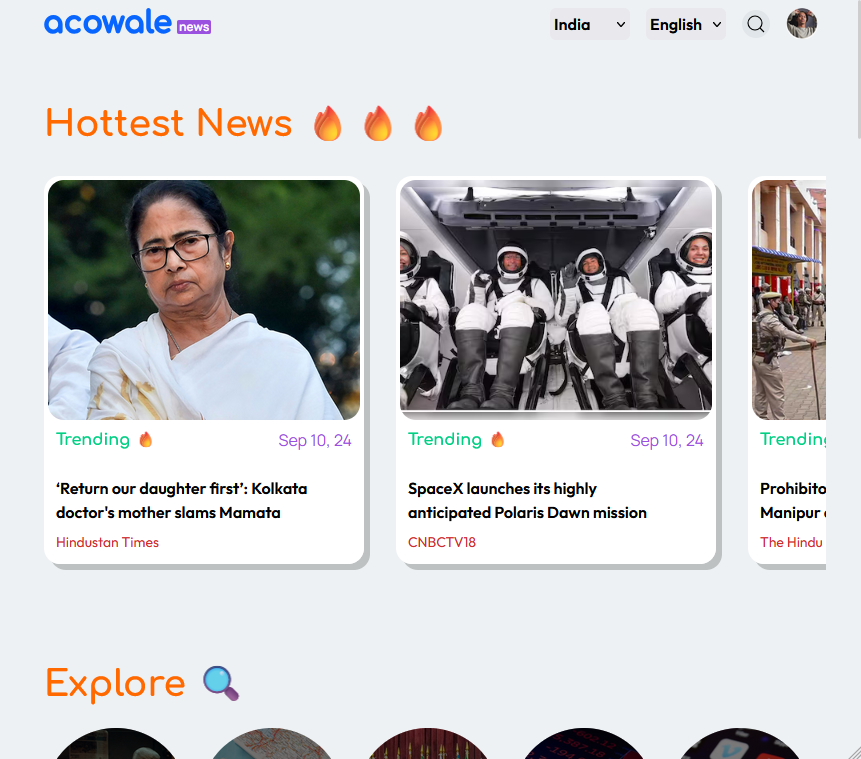 acowale news
India
English
Hottest News 🔥 🔥 🔥
Trending 🔥
Sep 10, 24
‘Return our daughter first’: Kolkata
doctor's mother slams Mamata
Hindustan Times
Trending 🔥
Sep 10, 24
SpaceX launches its highly
anticipated Polaris Dawn mission
CNBCTV18
Trending
Prohibito
Manipur
The Hindu
Explore 🔍